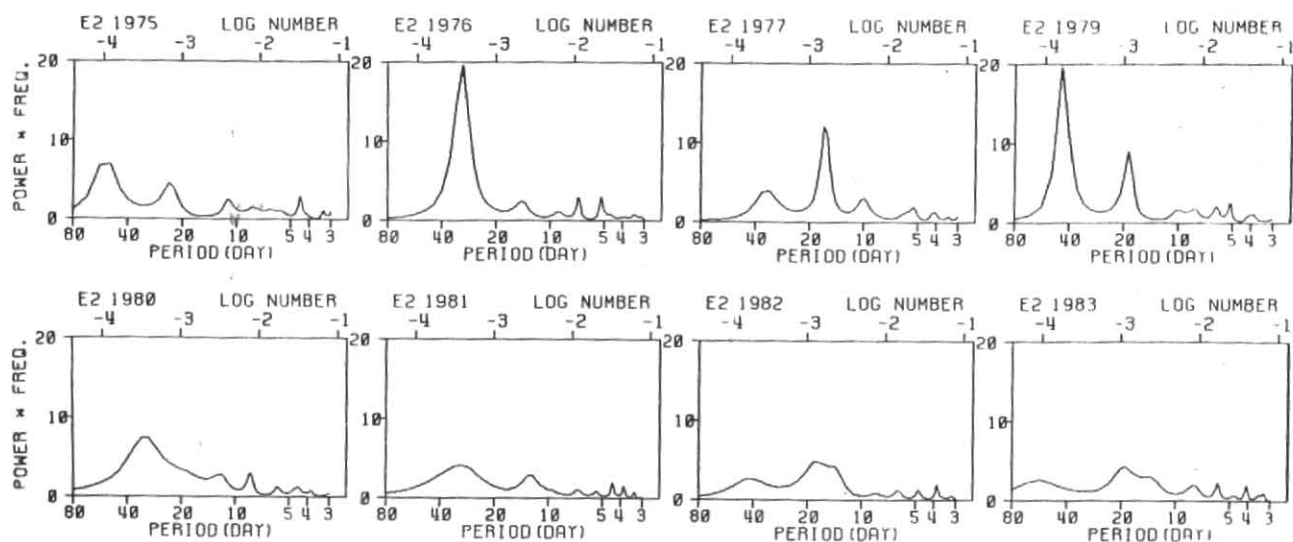 E2 1975 LOG NUMBER
-4 -3 -2 -1
E2 1976 LOG NUMBER
-4 -3 -2 -1
E2 1977 LOG NUMBER
-4 -3 -2 -1
E2 1979 LOG NUMBER
-4 -3 -2 -1
POWER * FREQ.
20
10
0
80 40 20 10 5 4 3
PERIOD(DAY)
20
10
0
80 40 20 10 5 4 3
PERIOD(DAY)
20
10
0
80 40 20 10 5 4 3
PERIOD(DAY)
20
10
0
80 40 20 10 5 4 3
PERIOD(DAY)
E2 1980 LOG NUMBER
-4 -3 -2 -1
E2 1981 LOG NUMBER
-4 -3 -2 -1
E2 1982 LOG NUMBER
-4 -3 -2 -1
E2 1983 LOG NUMBER
-4 -3 -2 -1
POWER * FREQ.
20
10
0
80 40 20 10 5 4 3
PERIOD(DAY)
20
10
0
80 40 20 10 5 4 3
PERIOD(DAY)
20
10
0
80 40 20 10 5 4 3
PERIOD(DAY)
20
10
0
80 40 20 10 5 4 3
PERIOD(DAY)